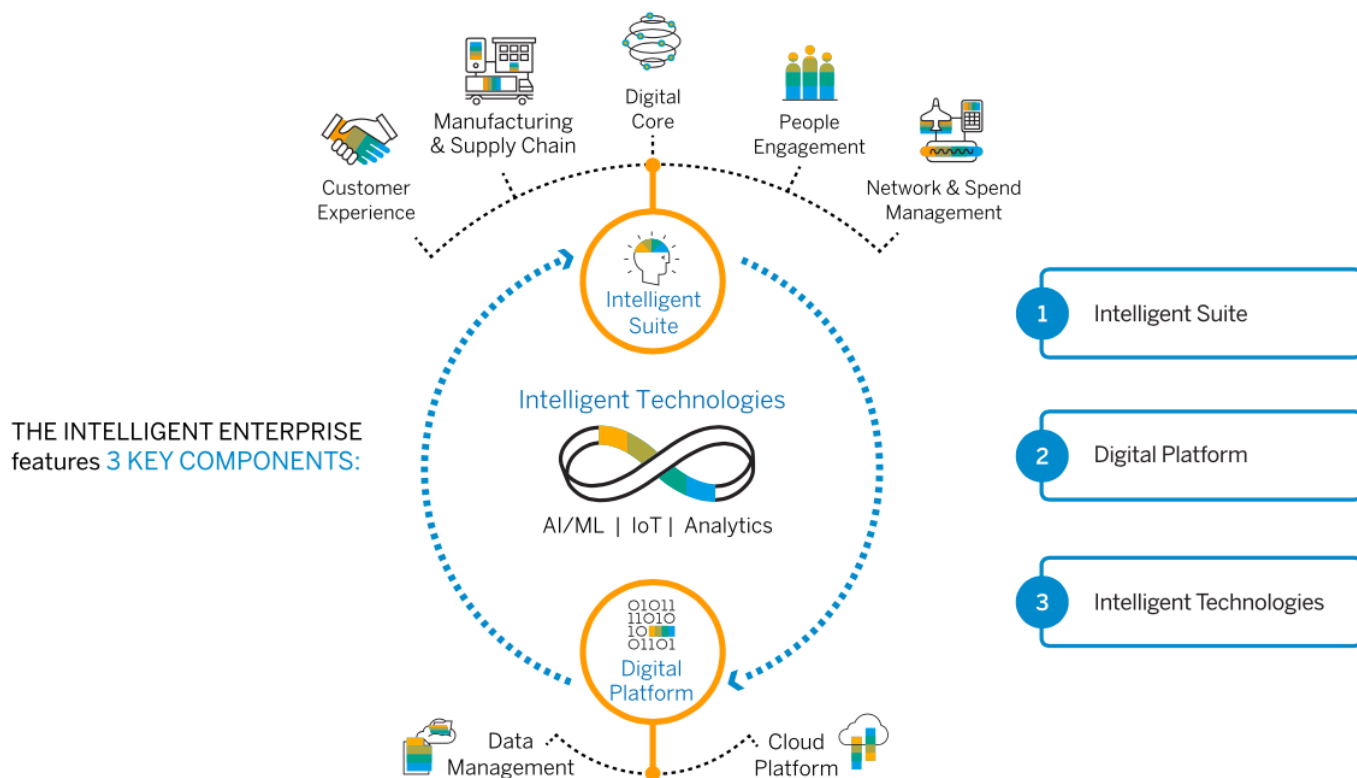 Digital
Core
Manufacturing
& Supply Chain
People
Engagement
Customer
Experience
Network & Spend
Management
Intelligent
Suite
Intelligent Technologies
AI/ML | IoT | Analytics
THE INTELLIGENT ENTERPRISE
features 3 KEY COMPONENTS:
1 Intelligent Suite
2 Digital Platform
3 Intelligent Technologies
01011
11010
10
01101
Digital
Platform
Data
Management
Cloud
Platform